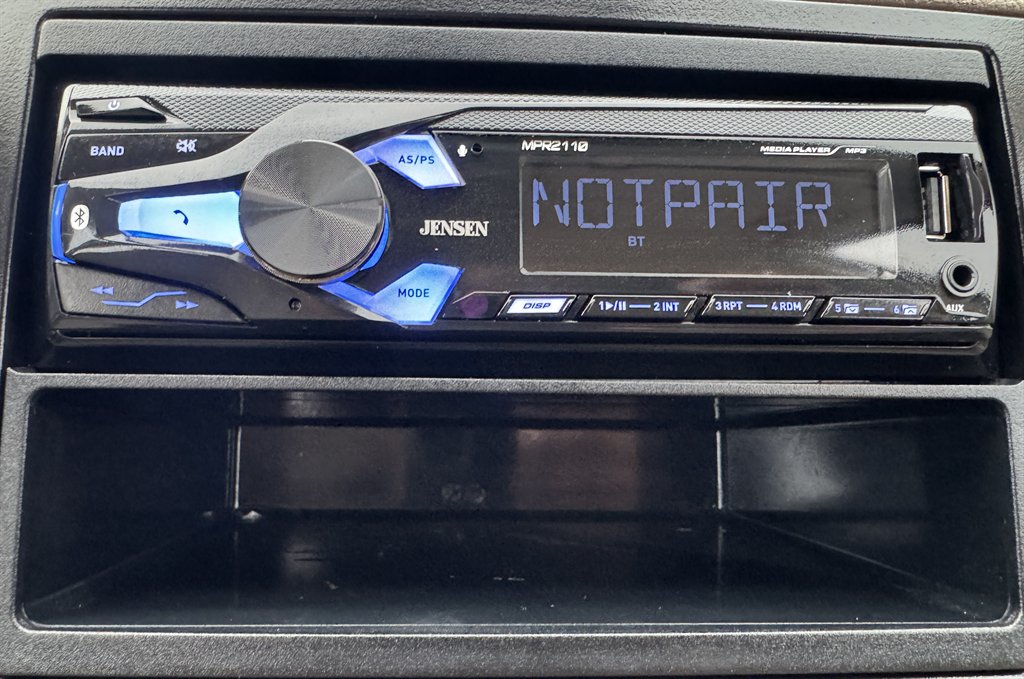 BAND
AS/PS
MPR2110
MEDIA PLAYER MP3
NOTPAIR
BT
JENSEN
MODE
DISP
1 2 INT
3 RPT 4 RDM
5 6
AUX